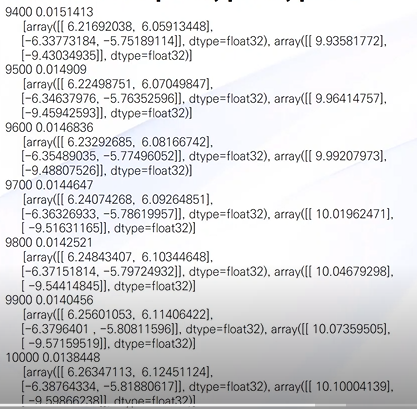 9400 0.0151413
[array([[ 6.21692038, 6.05913448],
[-6.33773184, -5.75189114]], dtype=float32), array([[ 9.93581772],
[-9.43034935]], dtype=float32)]
9500 0.014909
[array([[ 6.22498751, 6.07049847],
[-6.34637976, -5.76352596]], dtype=float32), array([[ 9.96414757],
[-9.45942593]], dtype=float32)]
9600 0.0146836
[array([[ 6.23292685, 6.08166742],
[-6.35489035, -5.77496052]], dtype=float32), array([[ 9.99207973],
[-9.48807526]], dtype=float32)]
9700 0.0144647
[array([[ 6.24074268, 6.09264851],
[-6.36326933, -5.78619957]], dtype=float32), array([[ 10.01962471],
[ -9.51631165]], dtype=float32)]
9800 0.0142521
[array([[ 6.24843407, 6.10344648],
[-6.37151814, -5.79724932]], dtype=float32), array([[ 10.04679298],
[ -9.54414845]], dtype=float32)]
9900 0.0140456
[array([[ 6.25601053, 6.11406422],
[-6.3796401 , -5.80811596]], dtype=float32), array([[ 10.07359505],
[ -9.57159519]], dtype=float32)]
10000 0.0138448
[array([[ 6.26347113, 6.12451124],
[-6.38764334, -5.81880617]], dtype=float32), array([[ 10.10004139],
[ -9.59866238]], dtype=float32)]